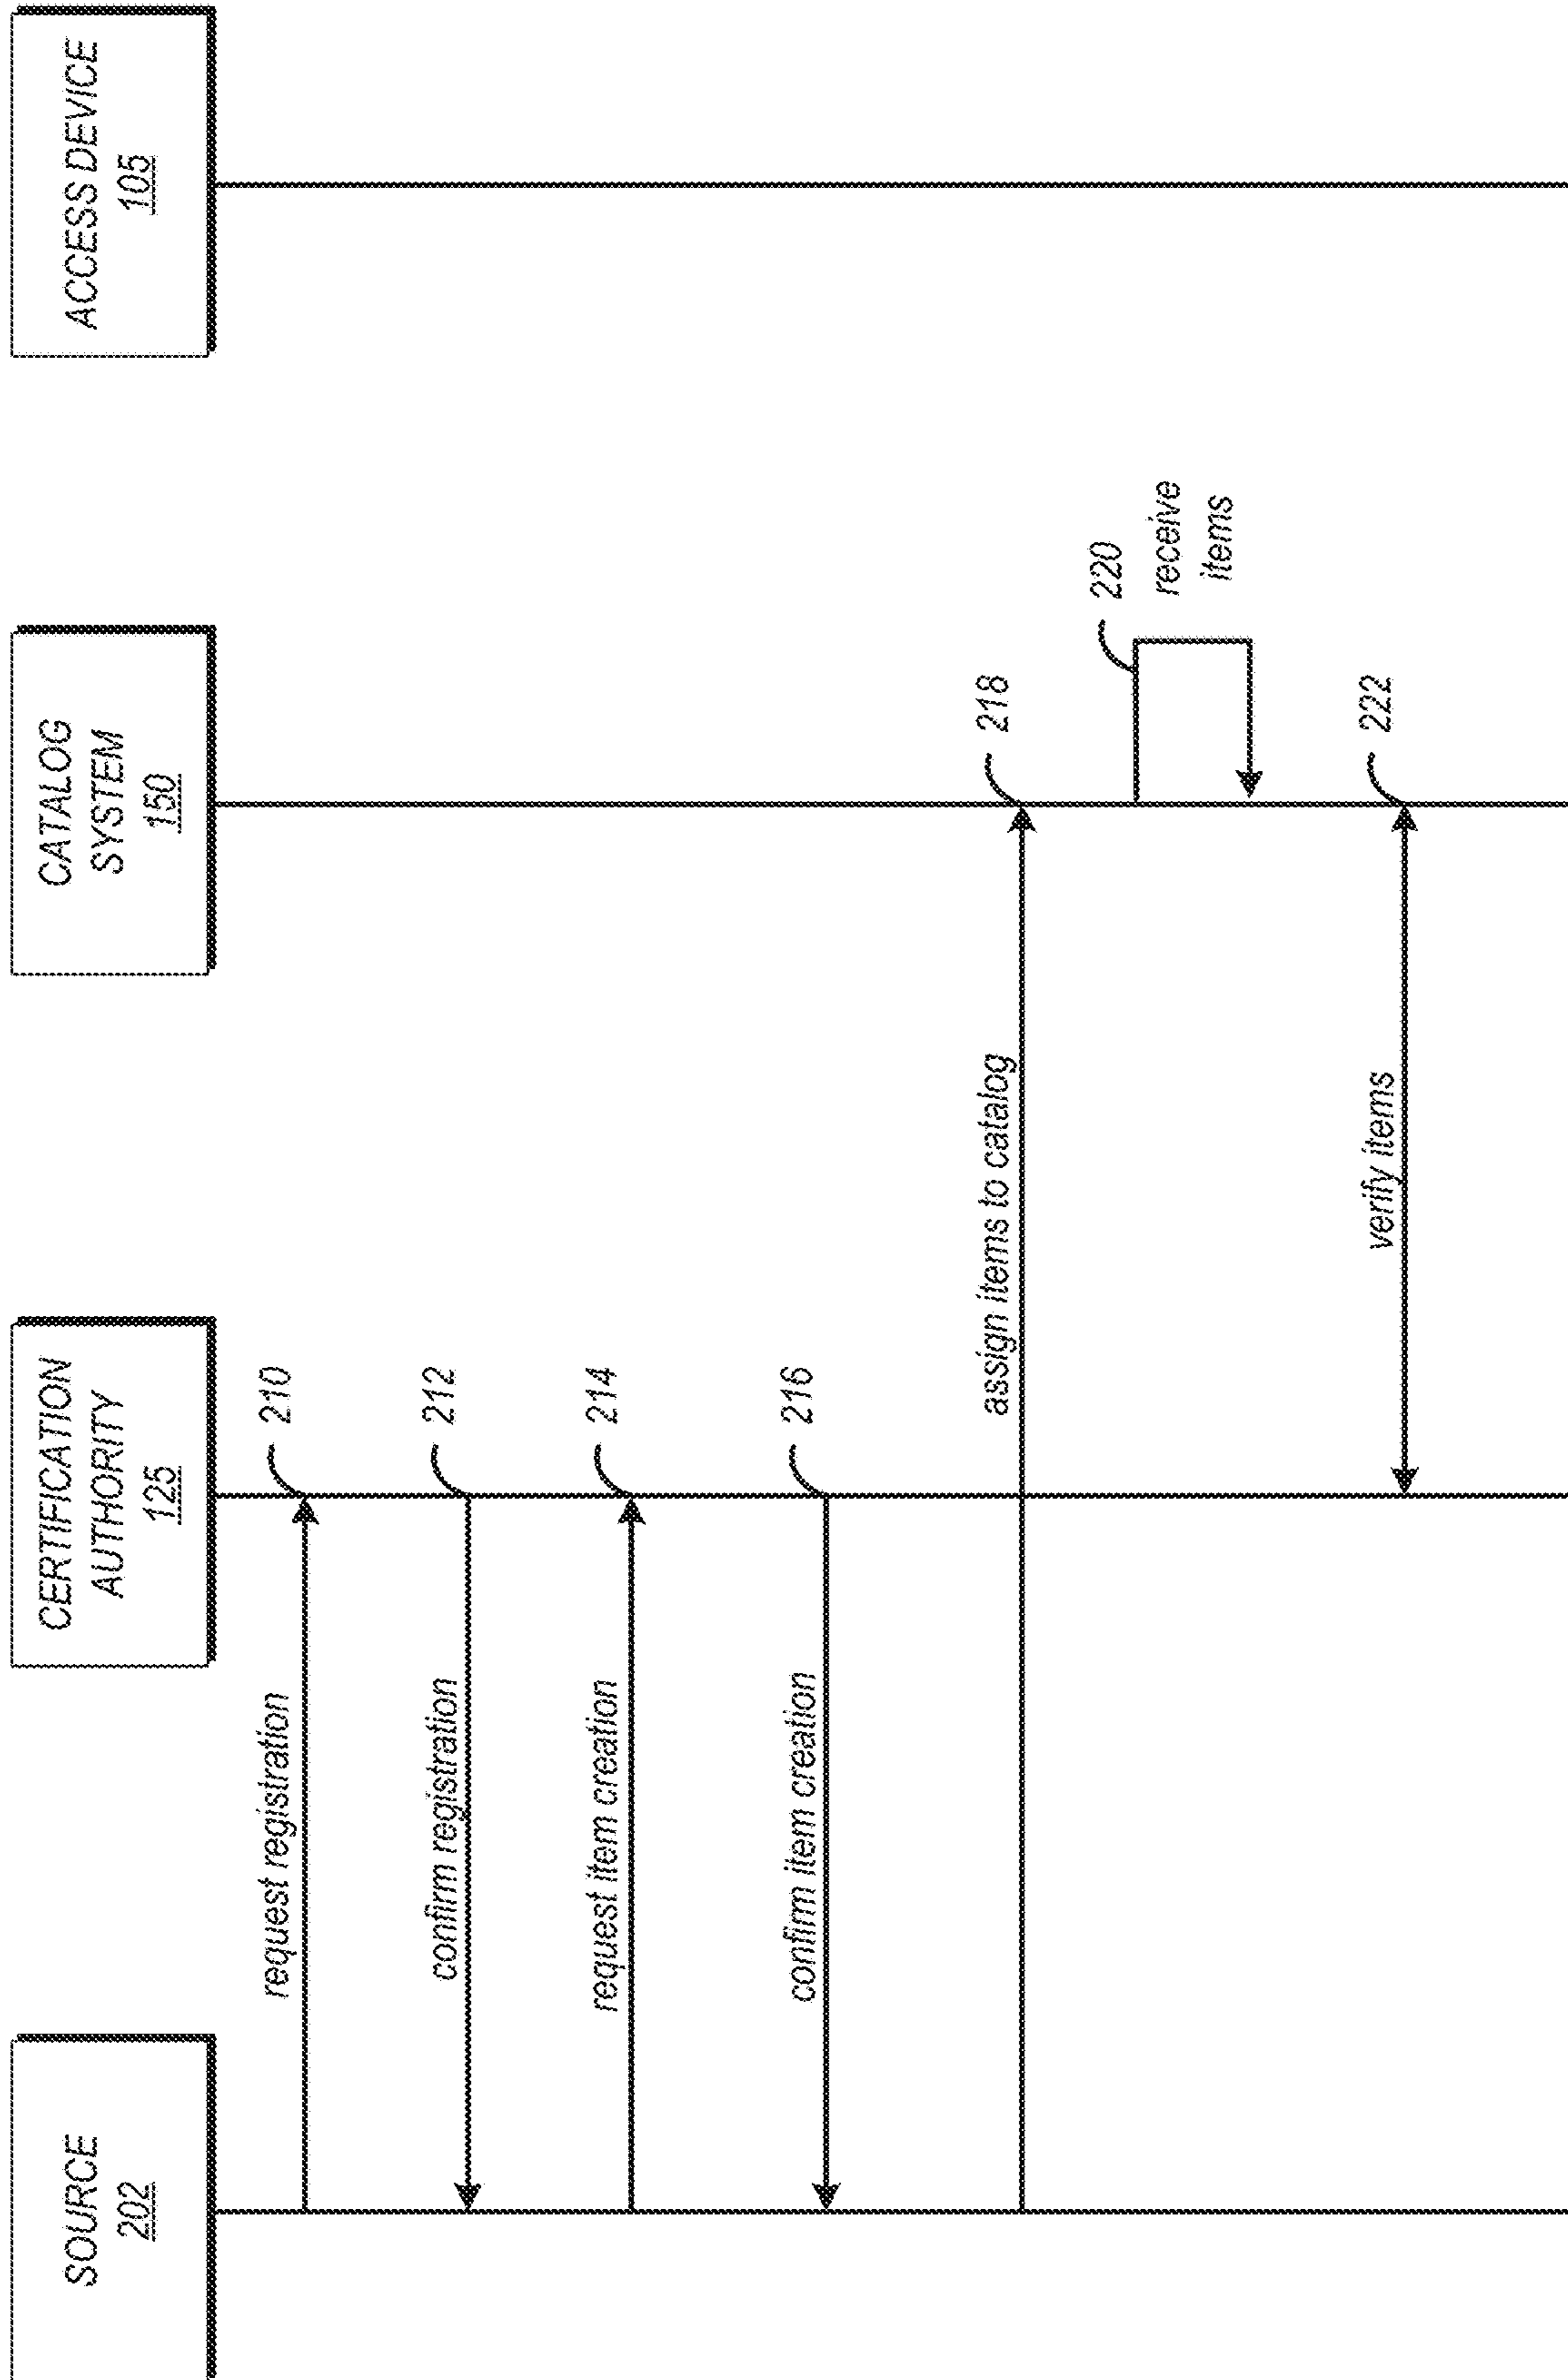 SOURCE
202
CERTIFICATION
AUTHORITY
125
CATALOG
SYSTEM
150
ACCESS DEVICE
105
request registration
210
confirm registration
212
request item creation
214
confirm item creation
216
assign items to catalog
218
220
receive
items
verify items
222